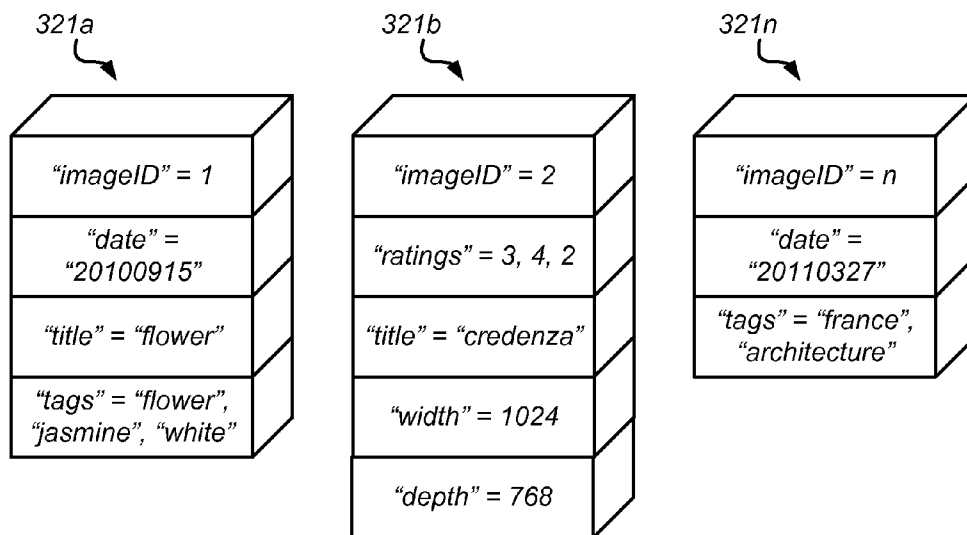 321a
“imageID” = 1
“date” =
“20100915”
“title” = “flower”
“tags” = “flower”,
“jasmine”, “white”
321b
“imageID” = 2
“ratings” = 3, 4, 2
“title” = “credenza”
“width” = 1024
“depth” = 768
321n
“imageID” = n
“date” =
“20110327”
“tags” = “france”,
“architecture”